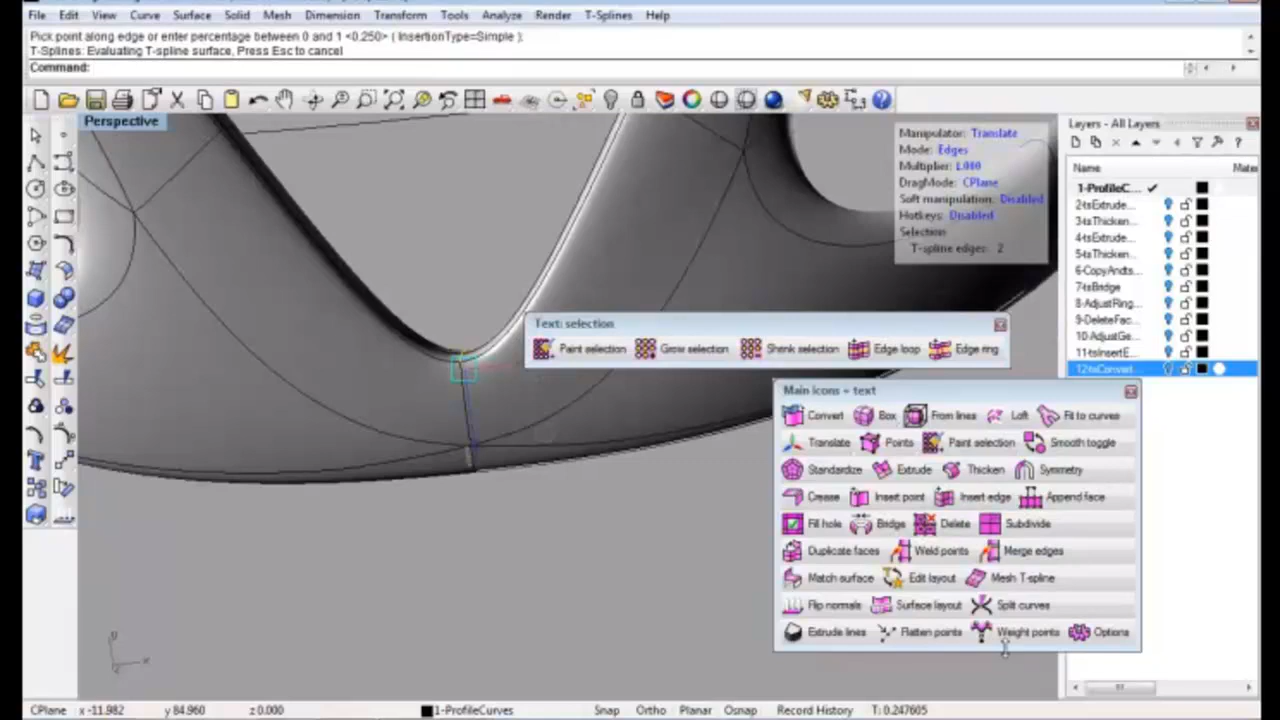 File Edit View Curve Surface Solid Mesh Dimension Transform Tools Analyze Render T-Splines Help
Pick point along edge or enter percentage between 0 and 1 <0.250> ( InsertionType=Simple ):
T-Splines: Evaluating T-spline surface, Press Esc to cancel
Command:
Perspective
Manipulator: Translate
Mode: Edges
Multiplier: 1.000
DragMode: CPlane
Soft manipulation: Disabled
Hotkeys: Disabled
Selection
T-spline edges: 2
Layers - All Layers
Name Mate
1-ProfileC...
2-tsExtrude...
3-tsThicken...
4-tsExtrude...
5-tsThicken...
6-CopyAndts...
7-tsBridge
8-AdjustRing...
9-DeleteFac...
10-AdjustGe...
11-tsInsertE...
12-tsConvert...
Text: selection
Paint selection Grow selection Shrink selection Edge loop Edge ring
Main icons - text
Convert Box From lines Loft Fit to curves
Translate Points Paint selection Smooth toggle
Standardize Extrude Thicken Symmetry
Crease Insert point Insert edge Append face
Fill hole Bridge Delete Subdivide
Duplicate faces Weld points Merge edges
Match surface Edit layout Mesh T-spline
Flip normals Surface layout Split curves
Extrude lines Flatten points Weight points Options
CPlane x -11.982 y 84.960 z 0.000 1-ProfileCurves Snap Ortho Planar Osnap Record History T: 0.247605